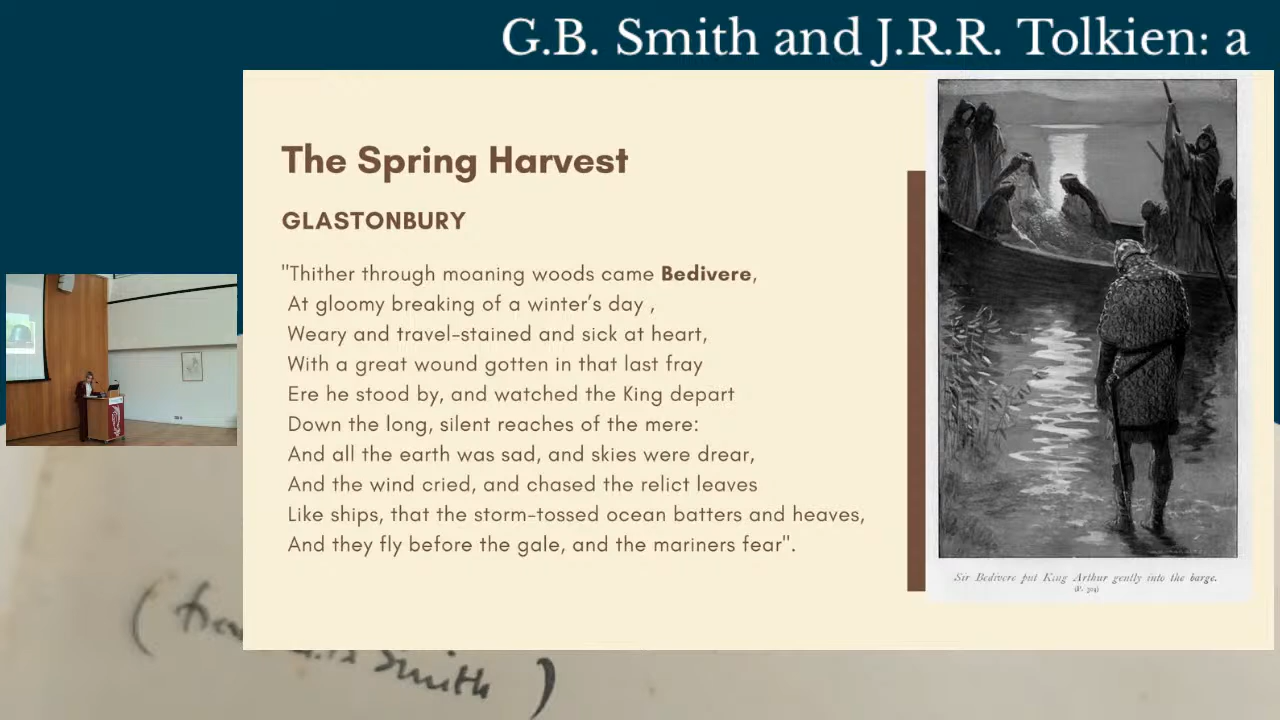 G.B. Smith and J.R.R. Tolkien: a
The Spring Harvest
GLASTONBURY
"Thither through moaning woods came Bedivere,
At gloomy breaking of a winter's day ,
Weary and travel-stained and sick at heart,
With a great wound gotten in that last fray
Ere he stood by, and watched the King depart
Down the long, silent reaches of the mere:
And all the earth was sad, and skies were drear,
And the wind cried, and chased the relict leaves
Like ships, that the storm-tossed ocean batters and heaves,
And they fly before the gale, and the mariners fear".
Sir Bedivere put King Arthur gently into the barge.
( from
Smith )